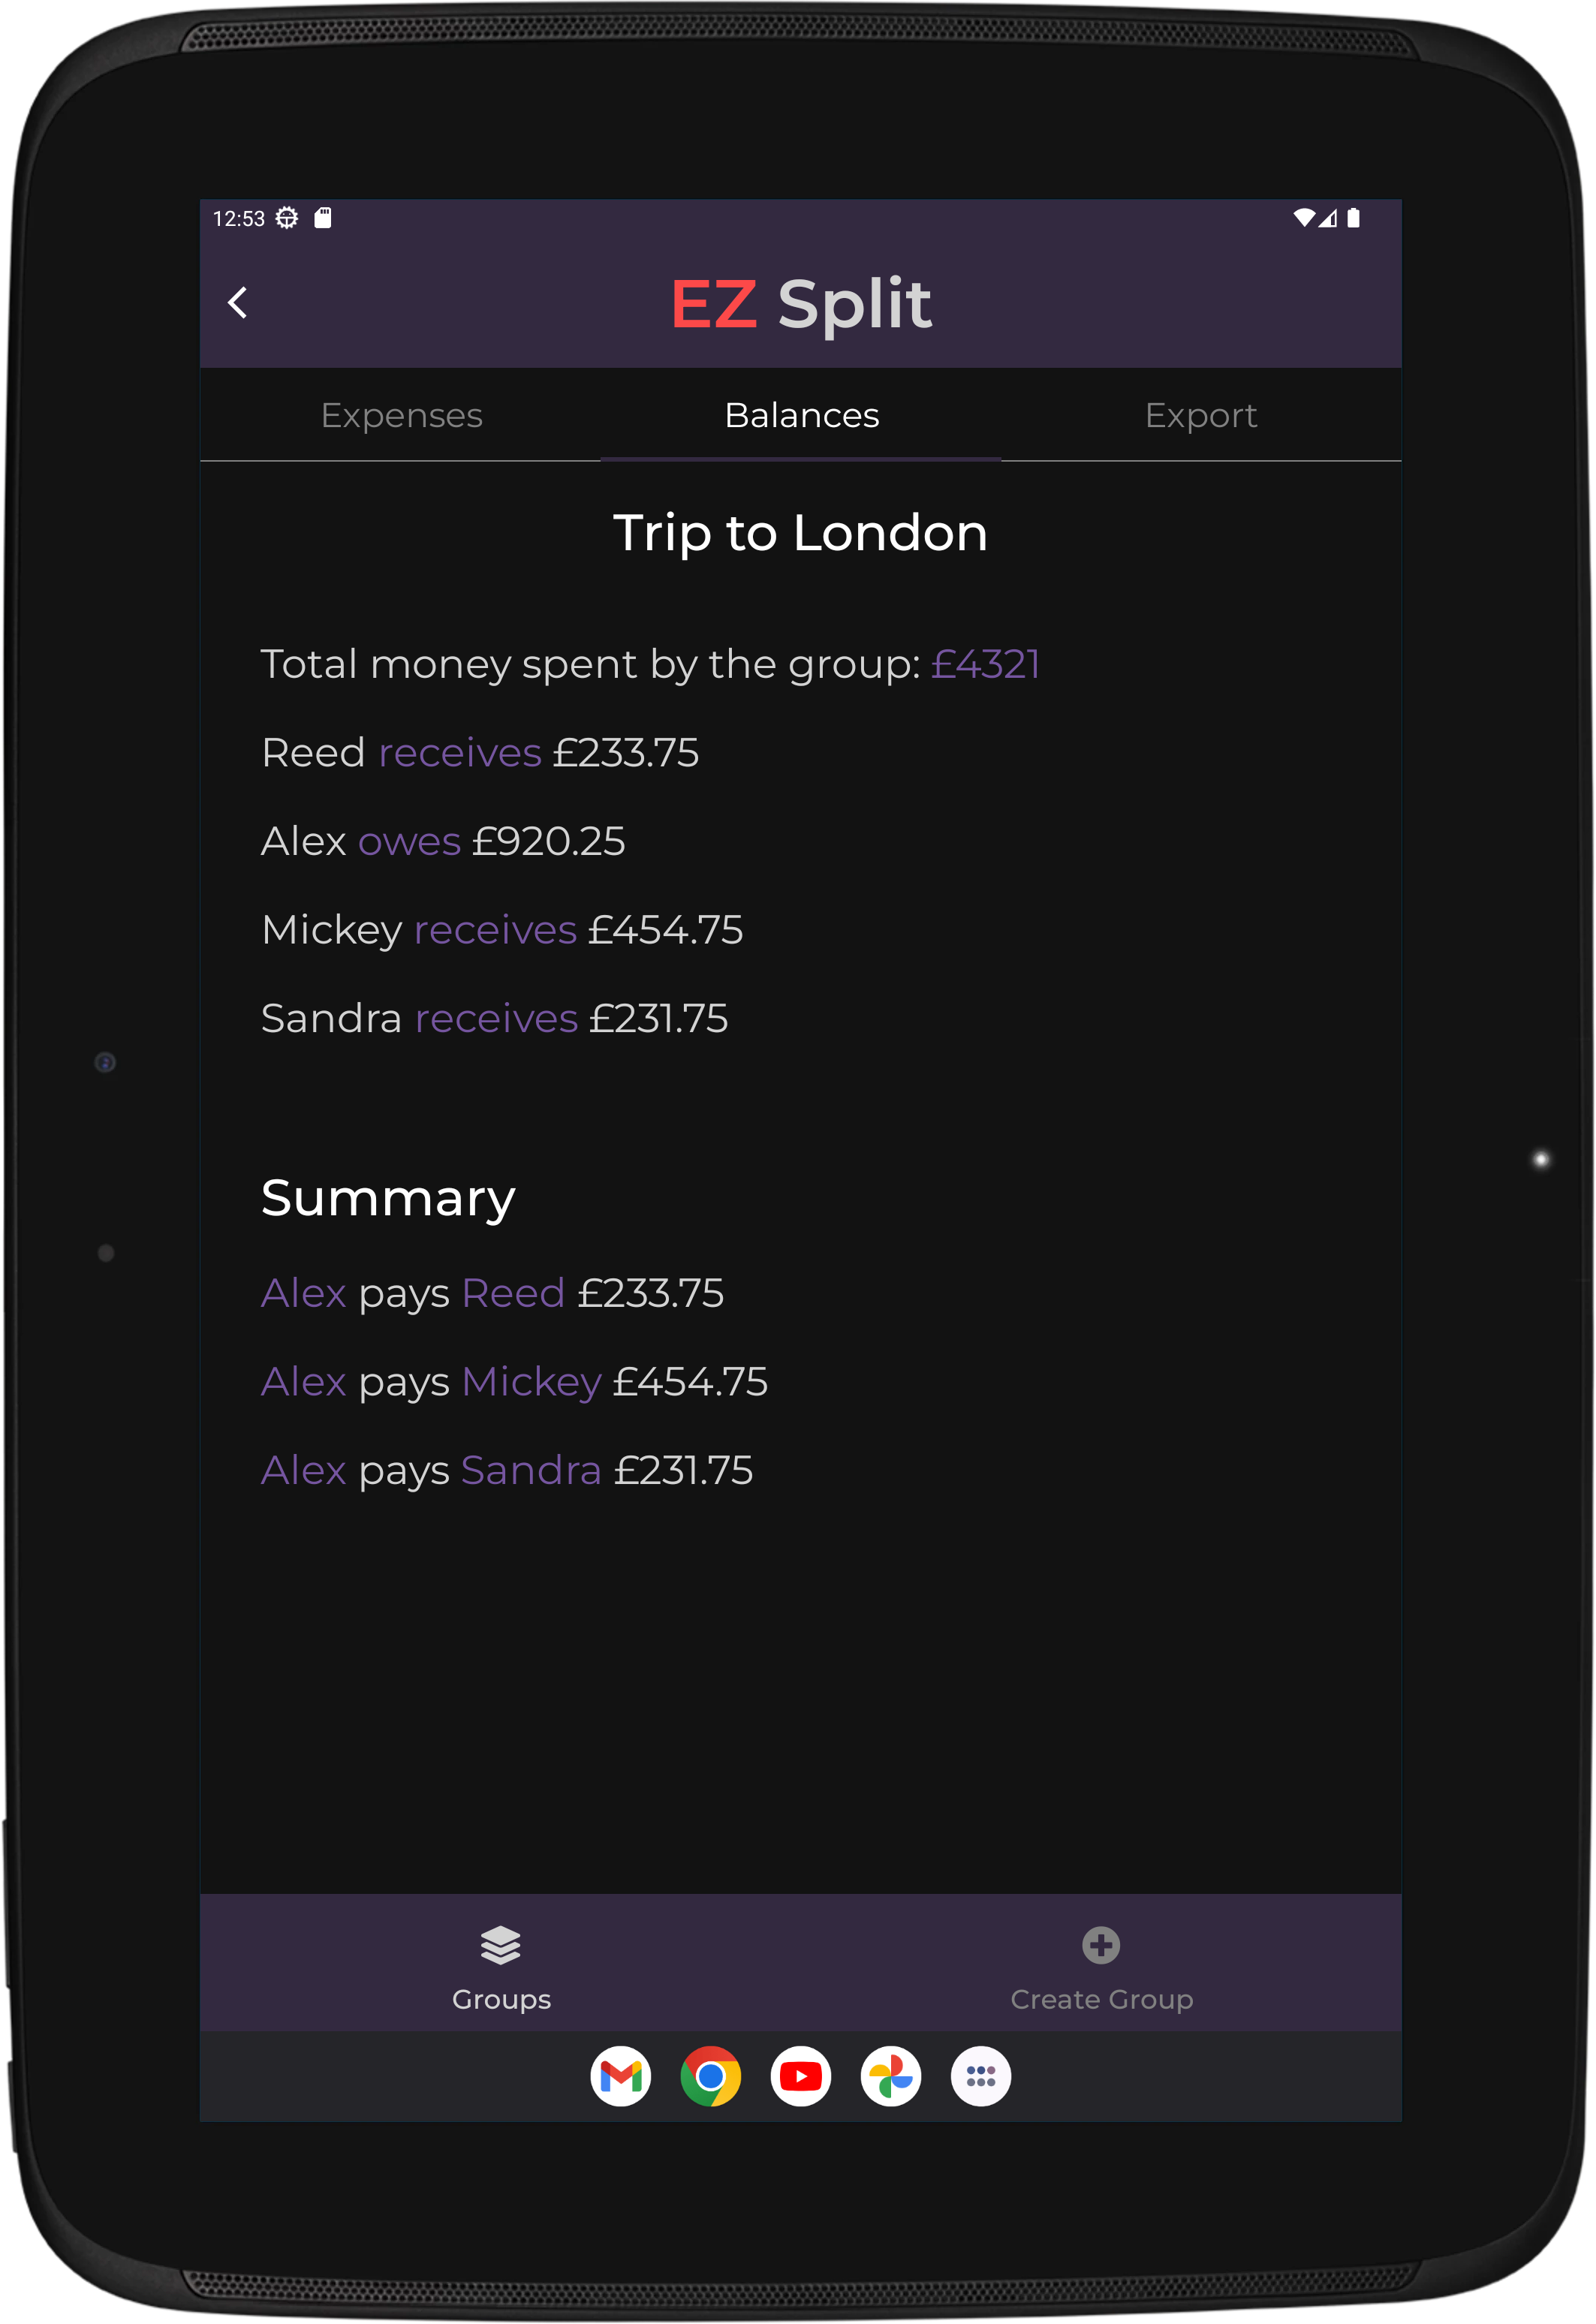 12:53
EZ Split
Expenses Balances Export
Trip to London
Total money spent by the group: £4321
Reed receives £233.75
Alex owes £920.25
Mickey receives £454.75
Sandra receives £231.75
Summary
Alex pays Reed £233.75
Alex pays Mickey £454.75
Alex pays Sandra £231.75
Groups Create Group